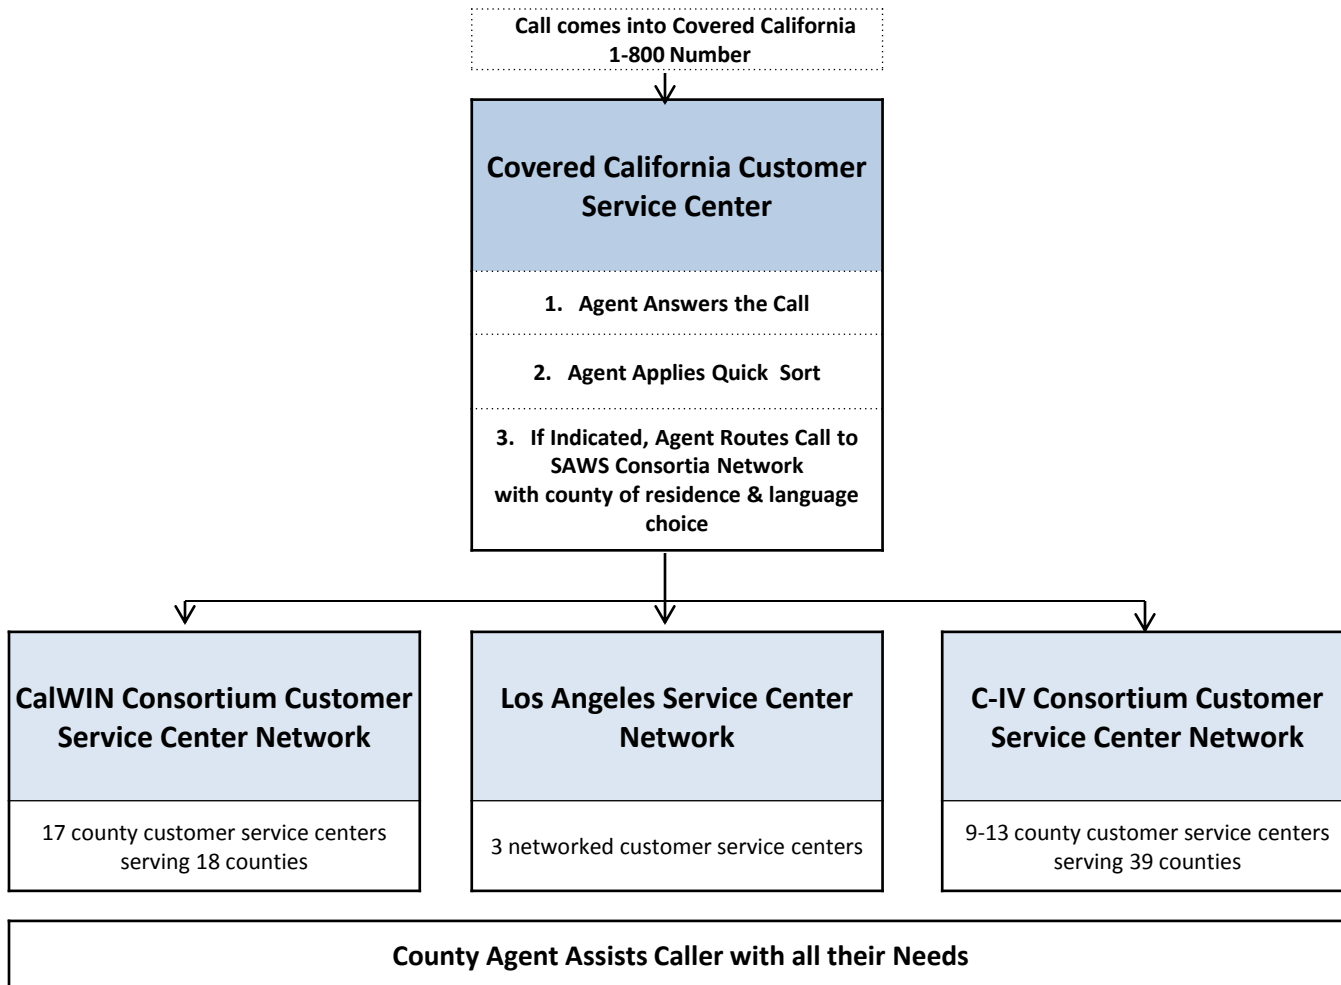 Call comes into Covered California
1-800 Number
Covered California Customer
Service Center
1. Agent Answers the Call
2. Agent Applies Quick Sort
3. If Indicated, Agent Routes Call to
SAWS Consortia Network
with county of residence & language
choice
CalWIN Consortium Customer
Service Center Network
17 county customer service centers
serving 18 counties
Los Angeles Service Center
Network
3 networked customer service centers
C-IV Consortium Customer
Service Center Network
9-13 county customer service centers
serving 39 counties
County Agent Assists Caller with all their Needs